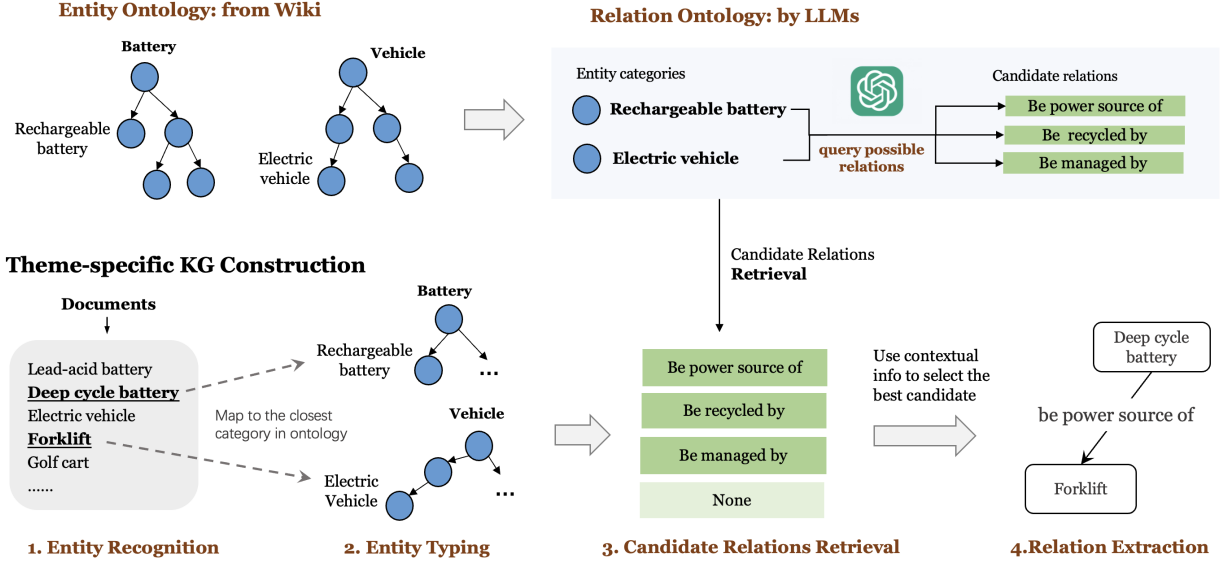 Entity Ontology: from Wiki
Battery
Rechargeable
battery
Vehicle
Electric
vehicle
Relation Ontology: by LLMs
Entity categories
Rechargeable battery
Electric vehicle
query possible
relations
Candidate relations
Be power source of
Be recycled by
Be managed by
Candidate Relations
Retrieval
Theme-specific KG Construction
Documents
Lead-acid battery
Deep cycle battery
Electric vehicle
Forklift
Golf cart
......
Map to the closest
category in ontology
Battery
Rechargeable
battery
...
Vehicle
Electric
Vehicle
...
Be power source of
Be recycled by
Be managed by
None
Use contextual
info to select the
best candidate
Deep cycle
battery
be power source of
Forklift
1. Entity Recognition
2. Entity Typing
3. Candidate Relations Retrieval
4.Relation Extraction